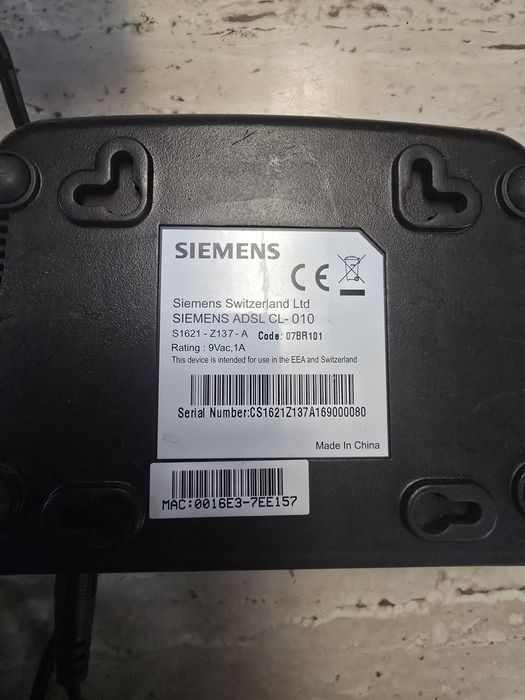 SIEMENS
CE
Siemens Switzerland Ltd
SIEMENS ADSL CL- 010
S1621 - Z137 - A Code: 07BR101
Rating : 9Vac,1A
This device is intended for use in the EEA and Switzerland
Serial Number:CS1621Z137A169000080
Made In China
MAC:0016E3-7EE157